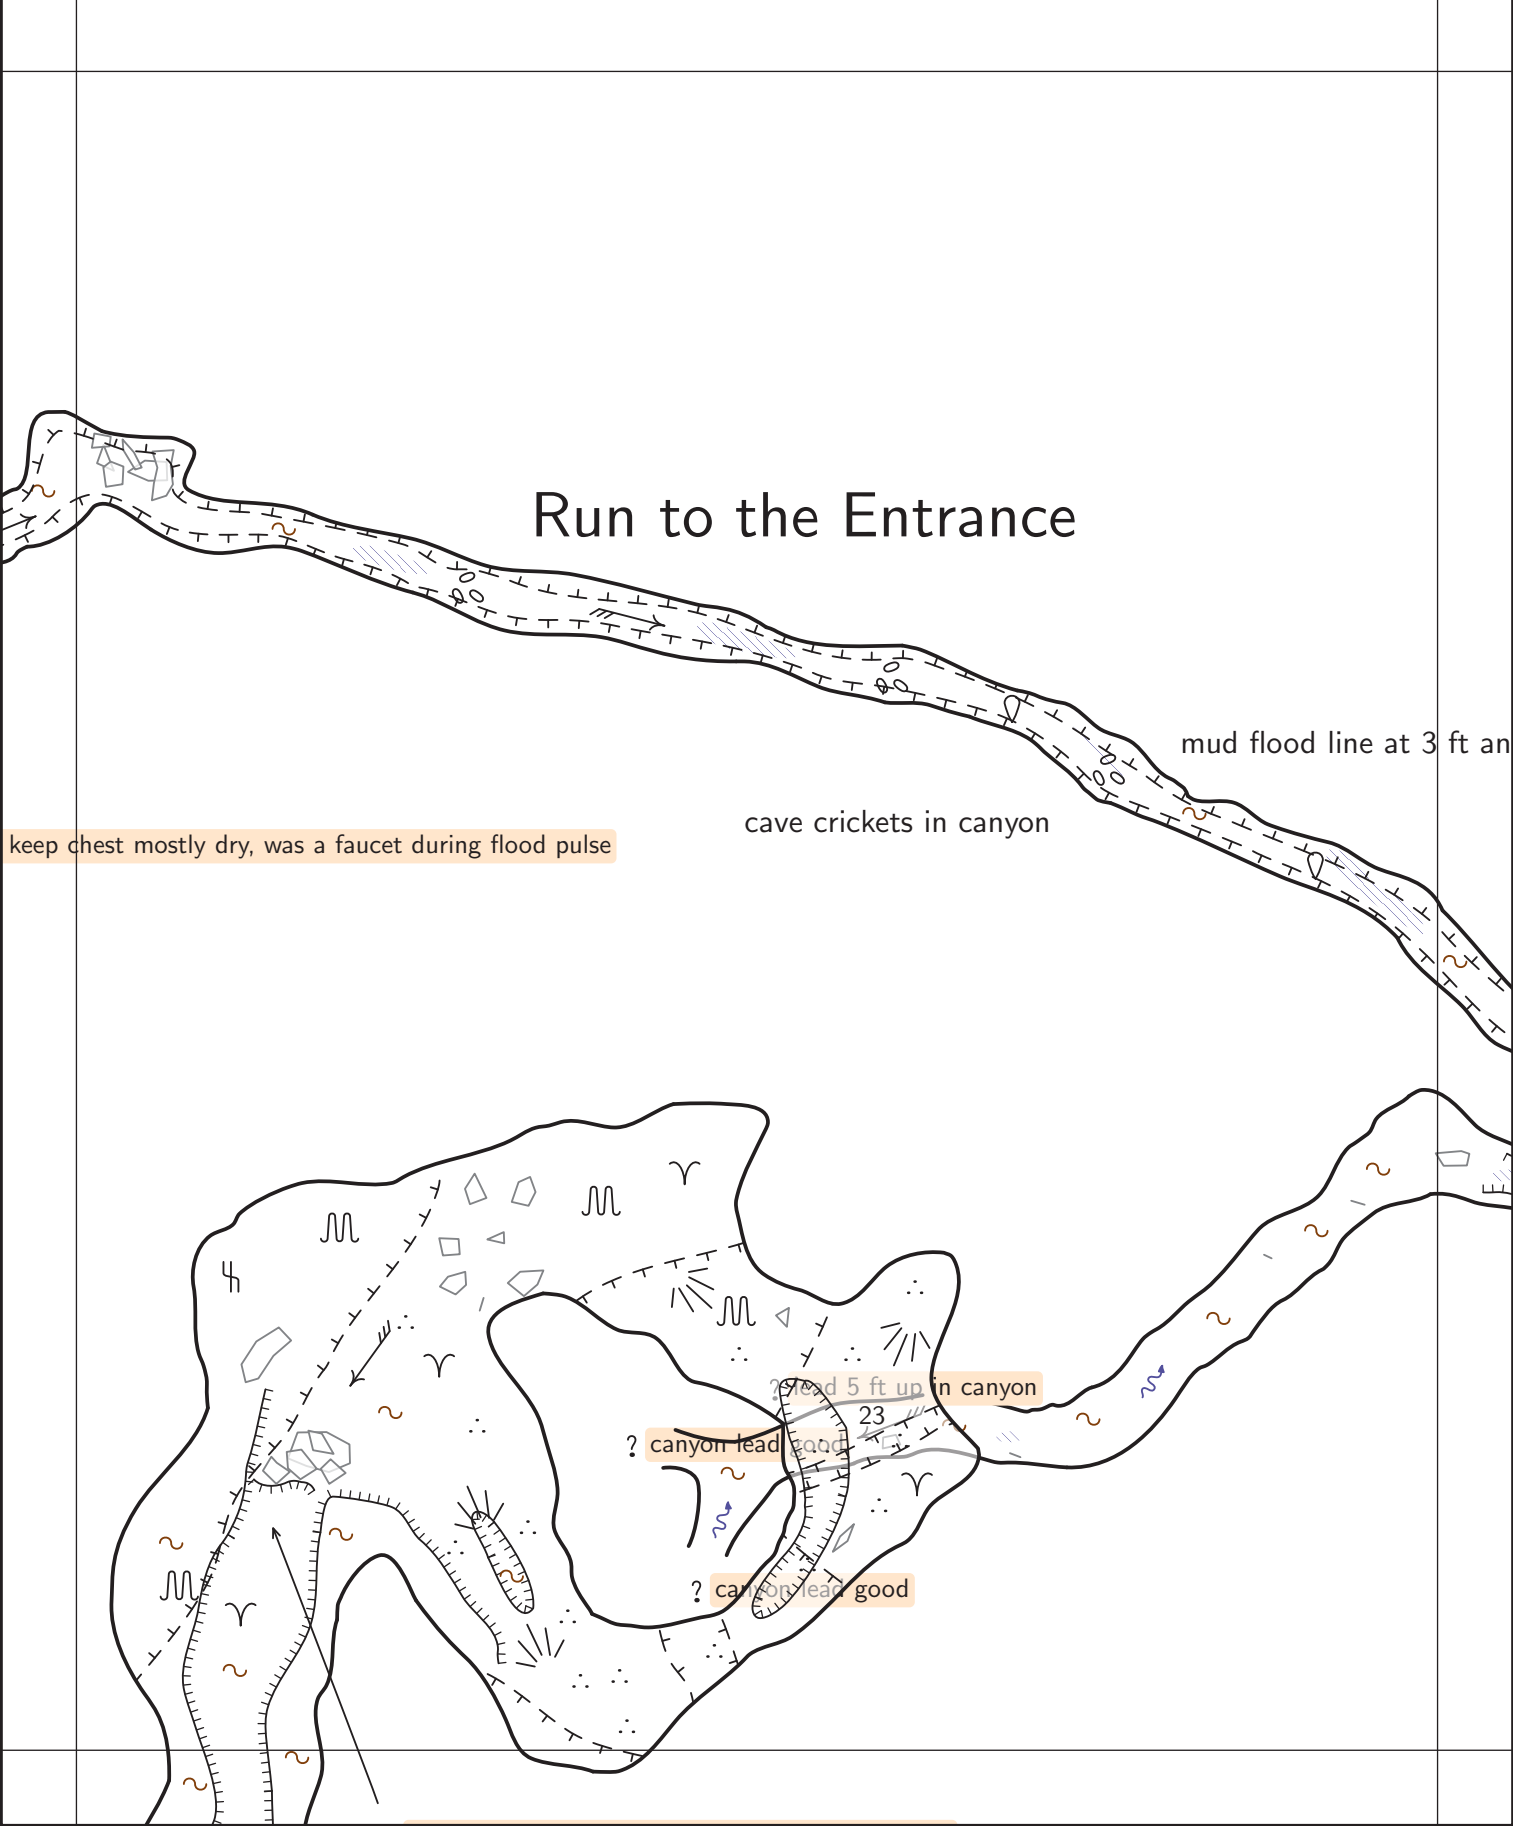 Run to the Entrance
mud flood line at 3 ft an
cave crickets in canyon
keep chest mostly dry, was a faucet during flood pulse
? lead 5 ft up in canyon
23
? canyon lead good
? canyon lead good